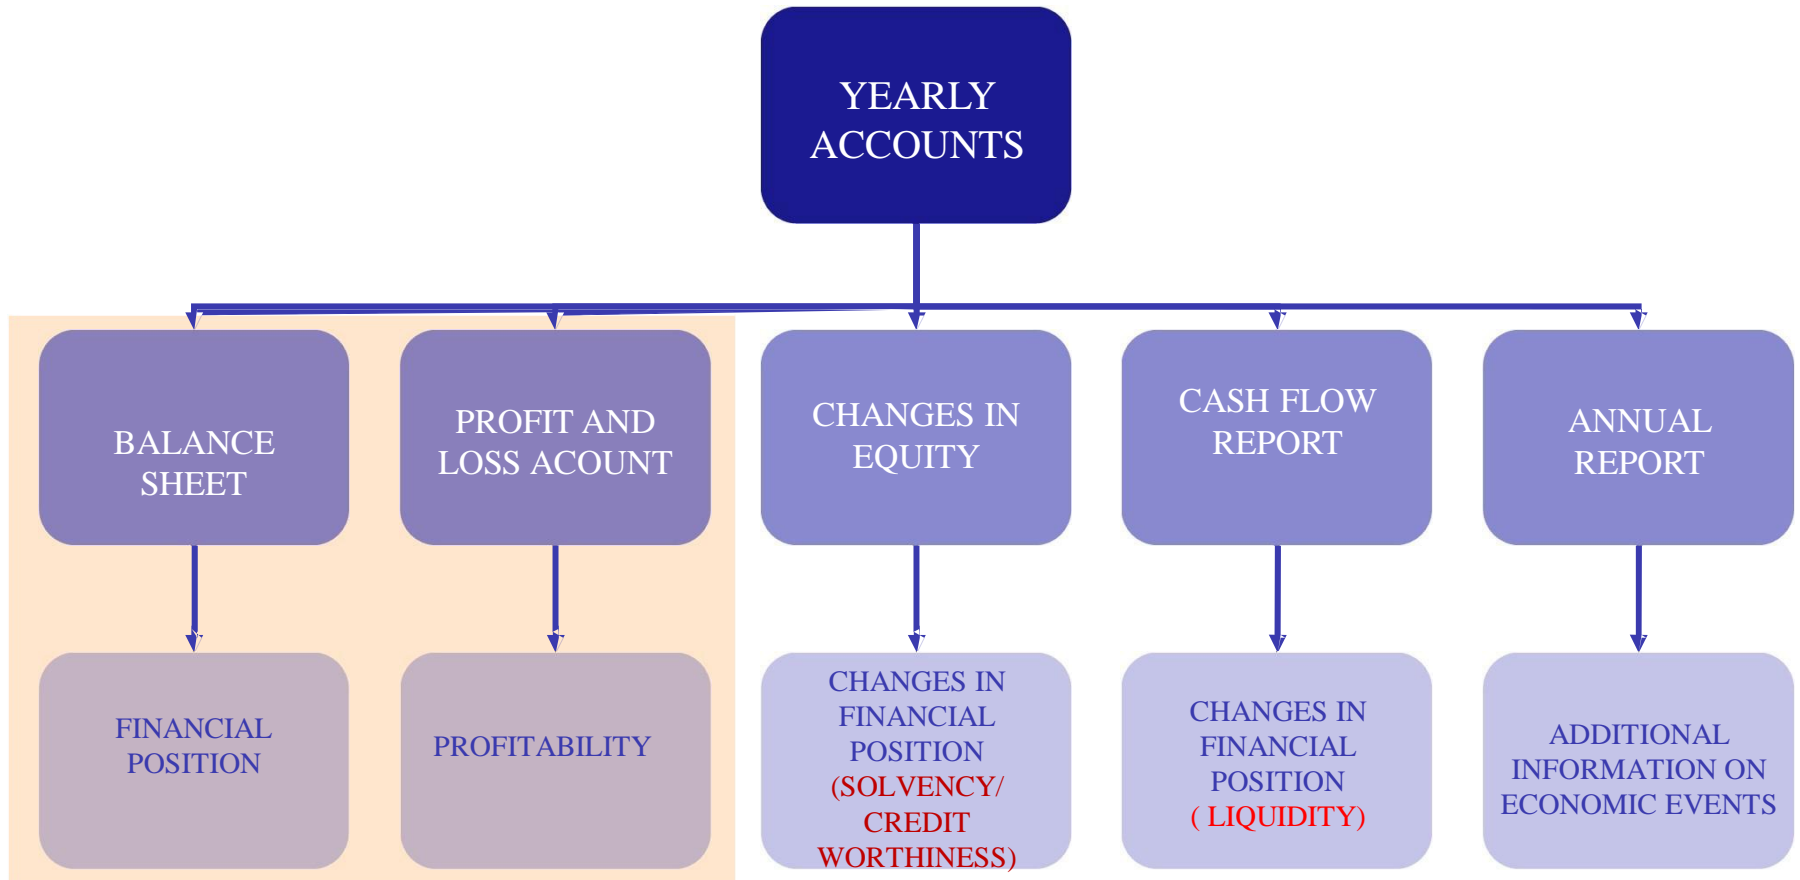 YEARLY
ACCOUNTS
BALANCE
SHEET
PROFIT AND
LOSS ACOUNT
CHANGES IN
EQUITY
CASH FLOW
REPORT
ANNUAL
REPORT
FINANCIAL
POSITION
PROFITABILITY
CHANGES IN
FINANCIAL
POSITION
(SOLVENCY/
CREDIT
WORTHINESS)
CHANGES IN
FINANCIAL
POSITION
( LIQUIDITY)
ADDITIONAL
INFORMATION ON
ECONOMIC EVENTS